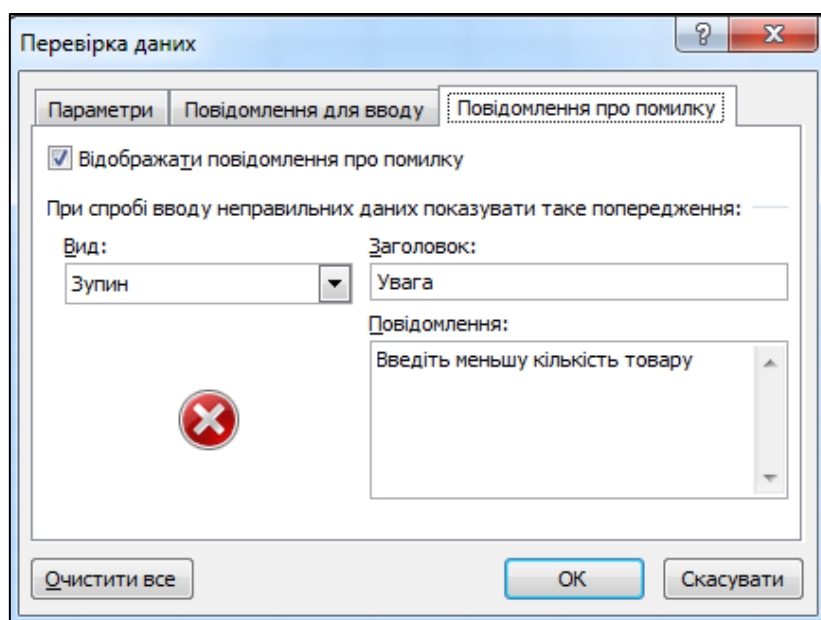 Перевірка даних
Параметри Повідомлення для вводу Повідомлення про помилку
Відображати повідомлення про помилку
При спробі вводу неправильних даних показувати таке попередження:
Вид: Заголовок:
Зупин Увага
Повідомлення:
Введіть меньшу кількість товару
Очистити все ОК Скасувати